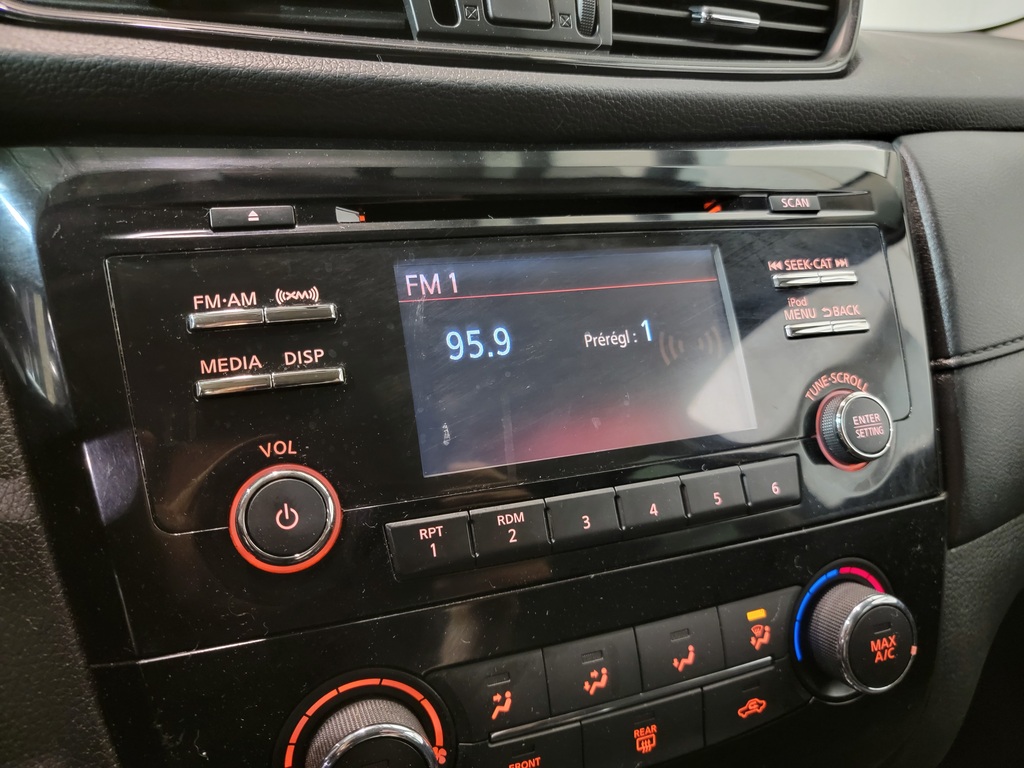 SCAN
FM·AM
((XM))
MEDIA
DISP
VOL
FM 1
95.9
Prérégl : 1
SEEK·CAT
iPod
MENU
BACK
TUNE·SCROLL
ENTER
SETTING
RPT
1
RDM
2
3
4
5
6
MAX
A/C
REAR
FRONT